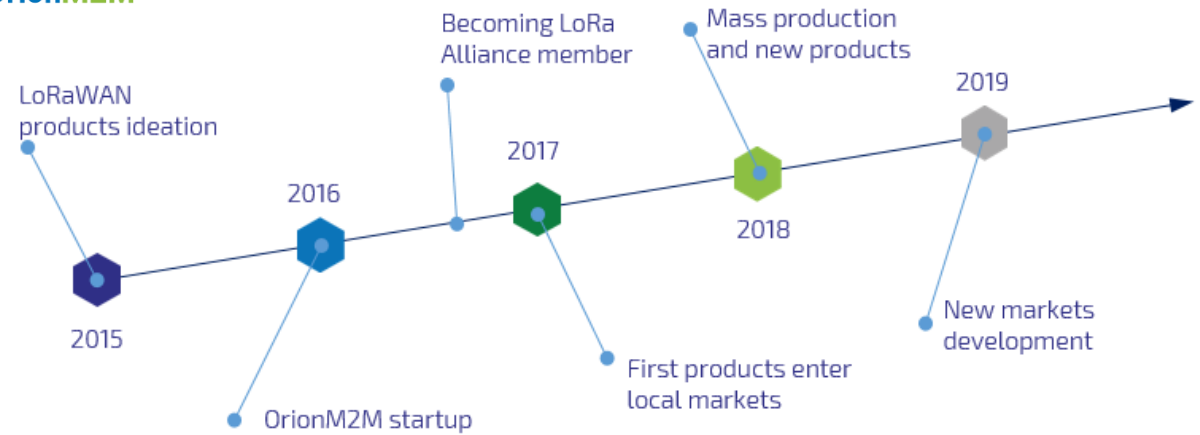 OrionM2M
Becoming LoRa
Alliance member
Mass production
and new products
LoRaWAN
products ideation
2019
2017
2016
2018
2015
New markets
development
First products enter
local markets
OrionM2M startup